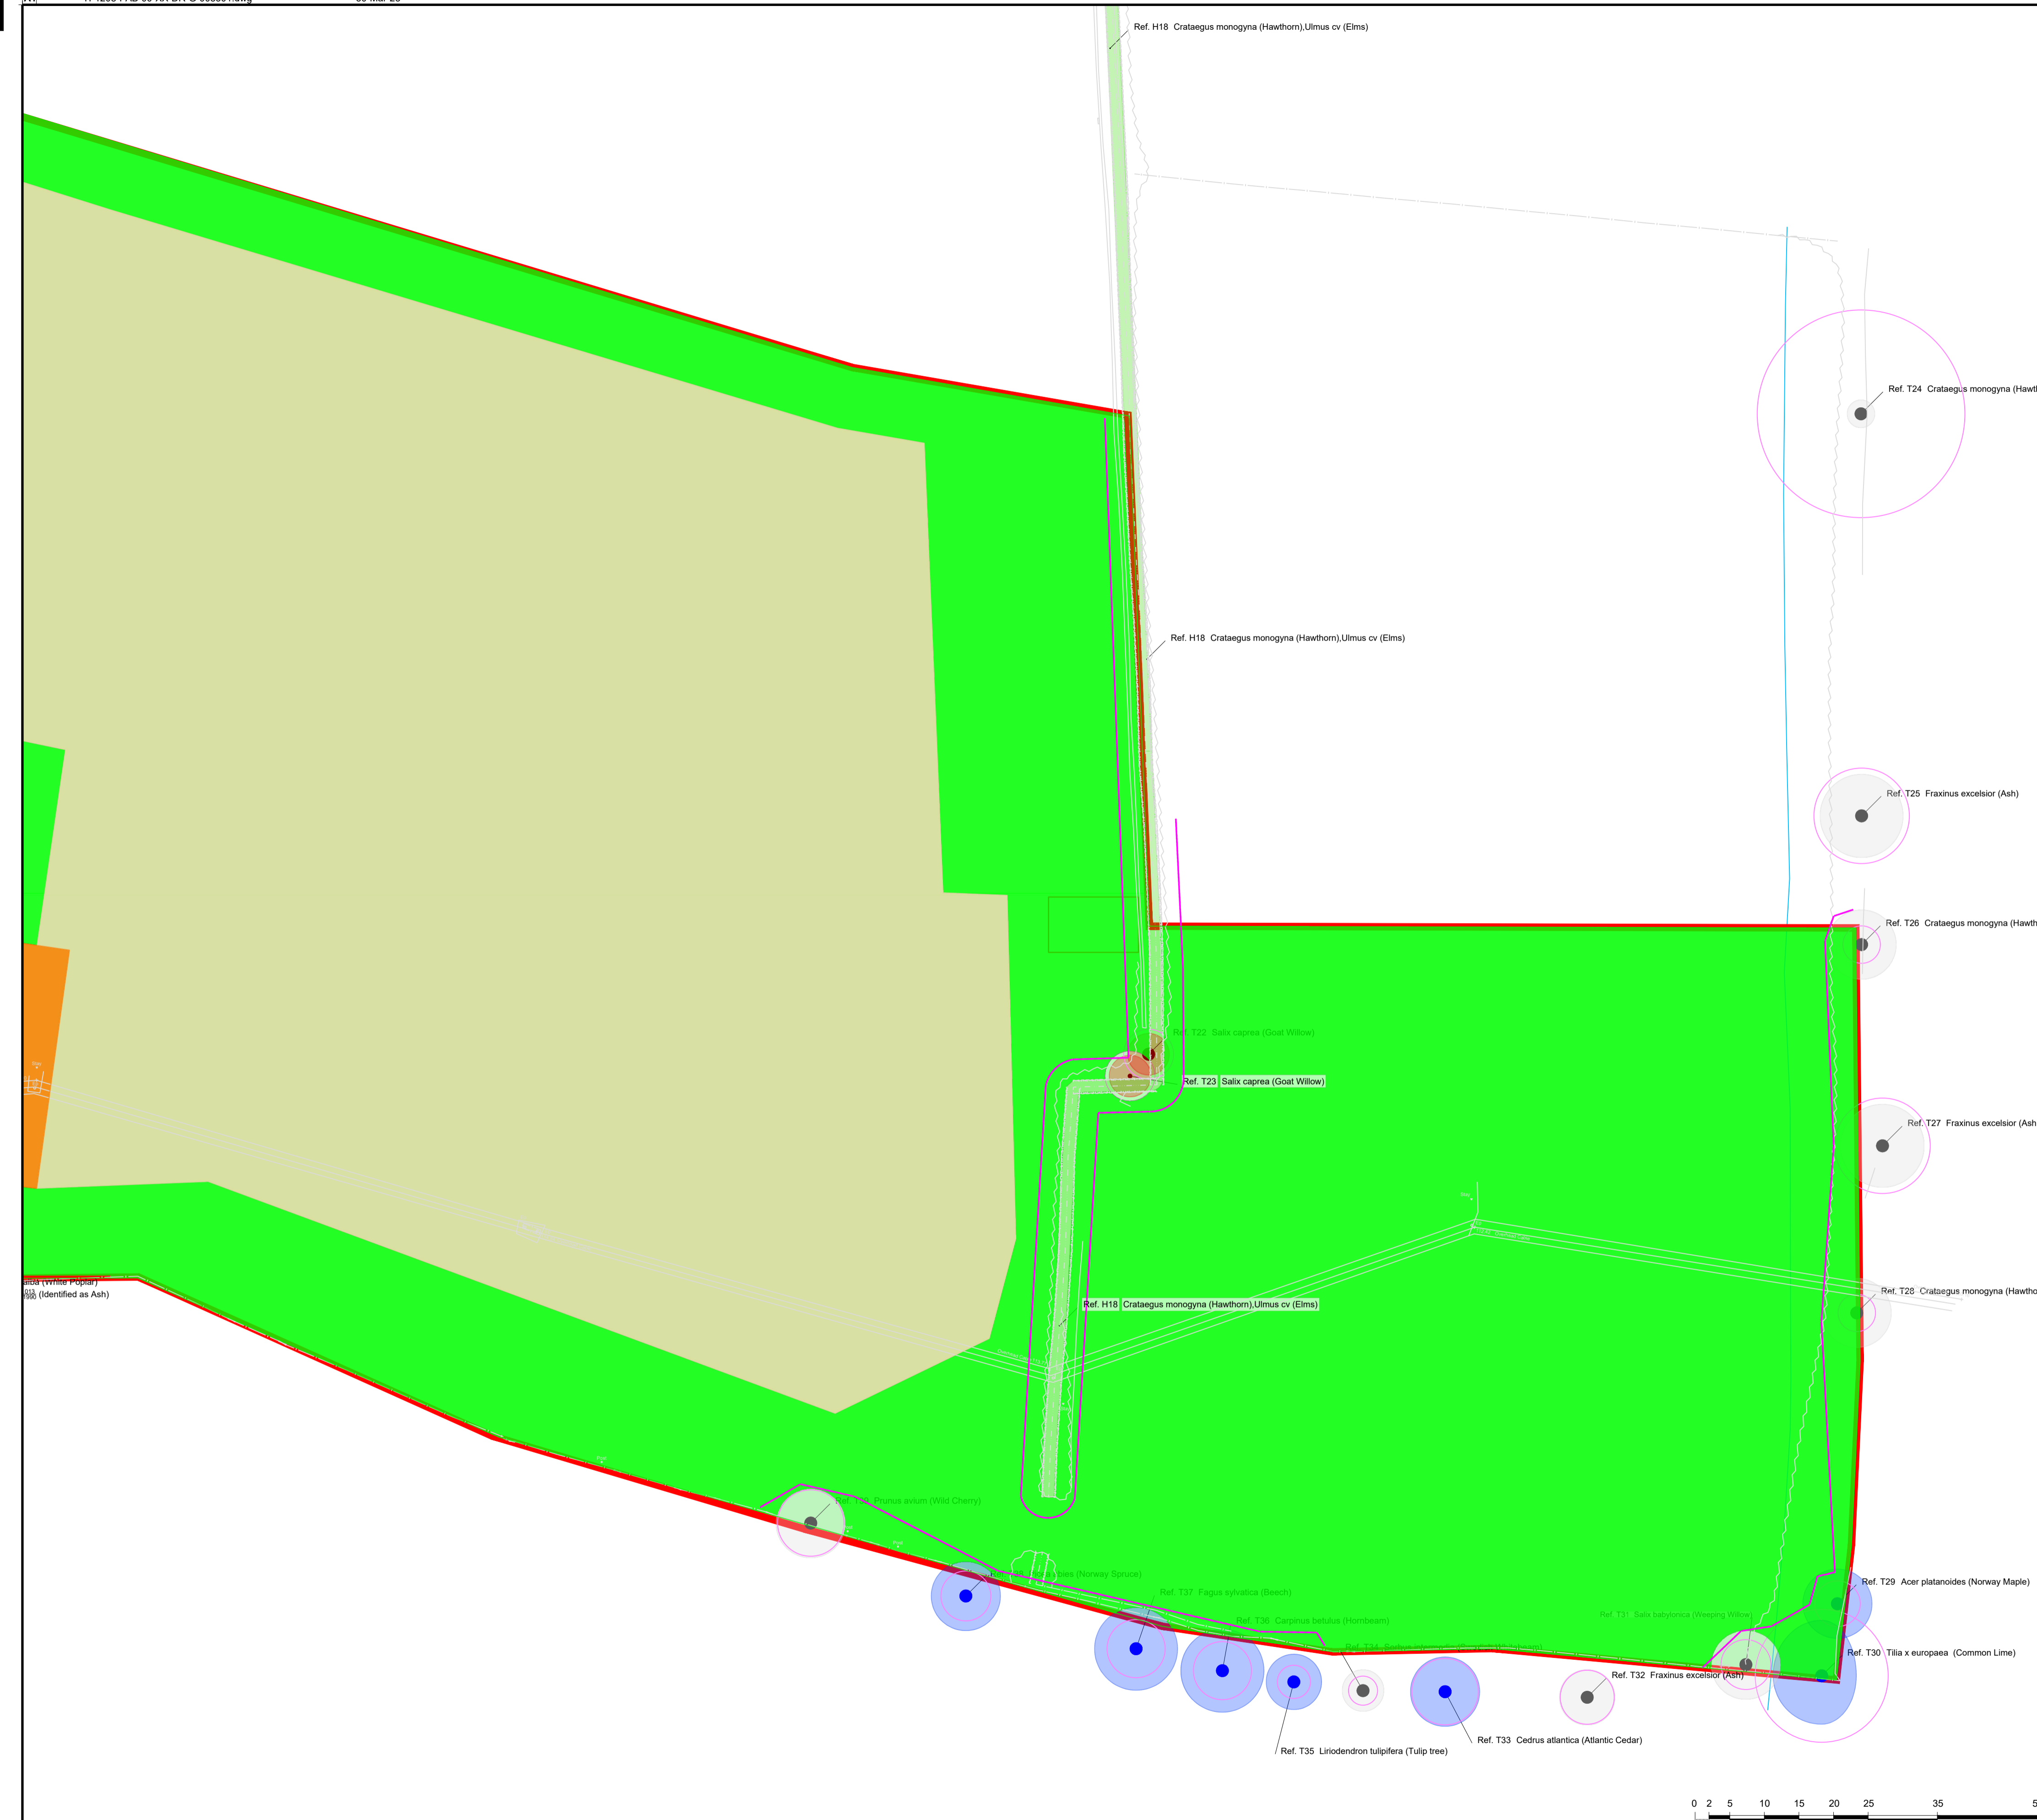 Ref. H18 Crataegus monogyna (Hawthorn),Ulmus cv (Elms)
Ref. T24 Crataegus monogyna (Hawt
Ref. H18 Crataegus monogyna (Hawthorn),Ulmus cv (Elms)
Ref. T25 Fraxinus excelsior (Ash)
Ref. T26 Crataegus monogyna (Hawth
Ref. T22 Salix caprea (Goat Willow)
Ref. T23 Salix caprea (Goat Willow)
Ref. T27 Fraxinus excelsior (Ash
alba (White Poplar)
(Identified as Ash)
Ref. T28 Crataegus monogyna (Hawtho
Ref. H18 Crataegus monogyna (Hawthorn),Ulmus cv (Elms)
Prunus avium (Wild Cherry)
(Norway Spruce)
Ref. T29 Acer platanoides (Norway Maple)
Ref. T37 Fagus sylvatica (Beech)
Ref. T31 Salix babylonica (Weeping Willow)
Ref. T36 Carpinus betulus (Hornbeam)
Ref. T34
Ref. T30 Tilia x europaea (Common Lime)
Ref. T32 Fraxinus excelsior (Ash)
Ref. T33 Cedrus atlantica (Atlantic Cedar)
Ref. T35 Liriodendron tulipifera (Tulip tree)
0 2 5 10 15 20 25 35 5